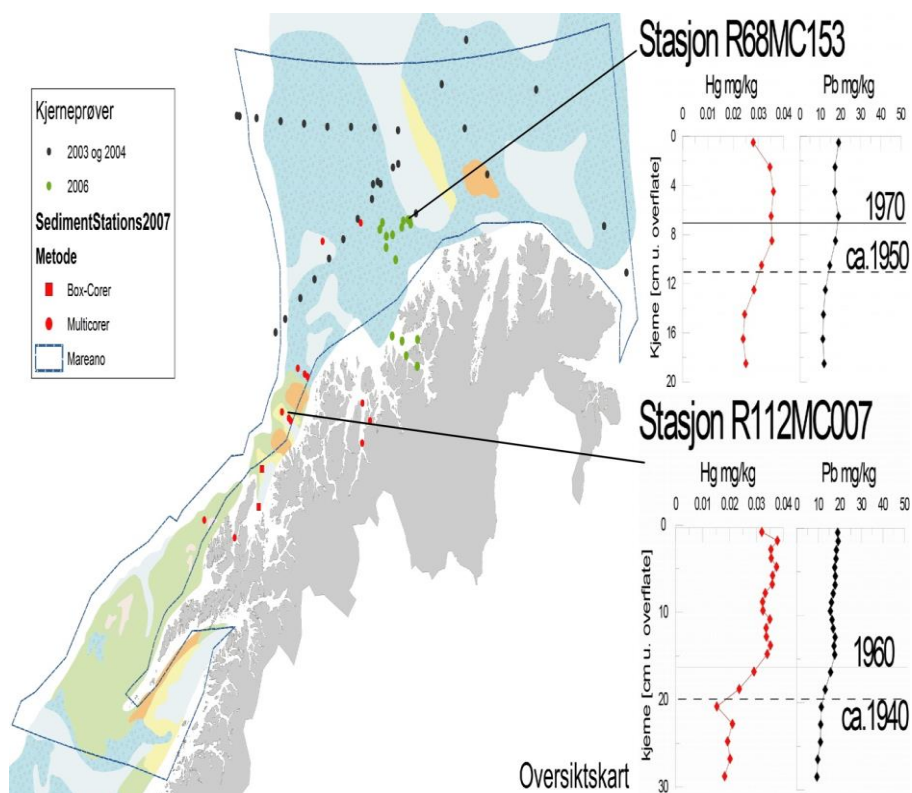 Kjerneprøver
2003 og 2004
2006
SedimentStations2007
Metode
Box-Corer
Multicorer
Mareano
Stasjon R68MC153
Hg mg/kg Pb mg/kg
0 0.01 0.02 0.03 0.04 0 10 20 30 40 50
0
4
8
12
16
20
Kjerne [cm u. overflate]
1970
ca.1950
Stasjon R112MC007
Hg mg/kg Pb mg/kg
0 0.01 0.02 0.03 0.04 0 10 20 30 40 50
0
10
20
30
kjerne [cm u. overflate]
1960
ca.1940
Oversiktskart